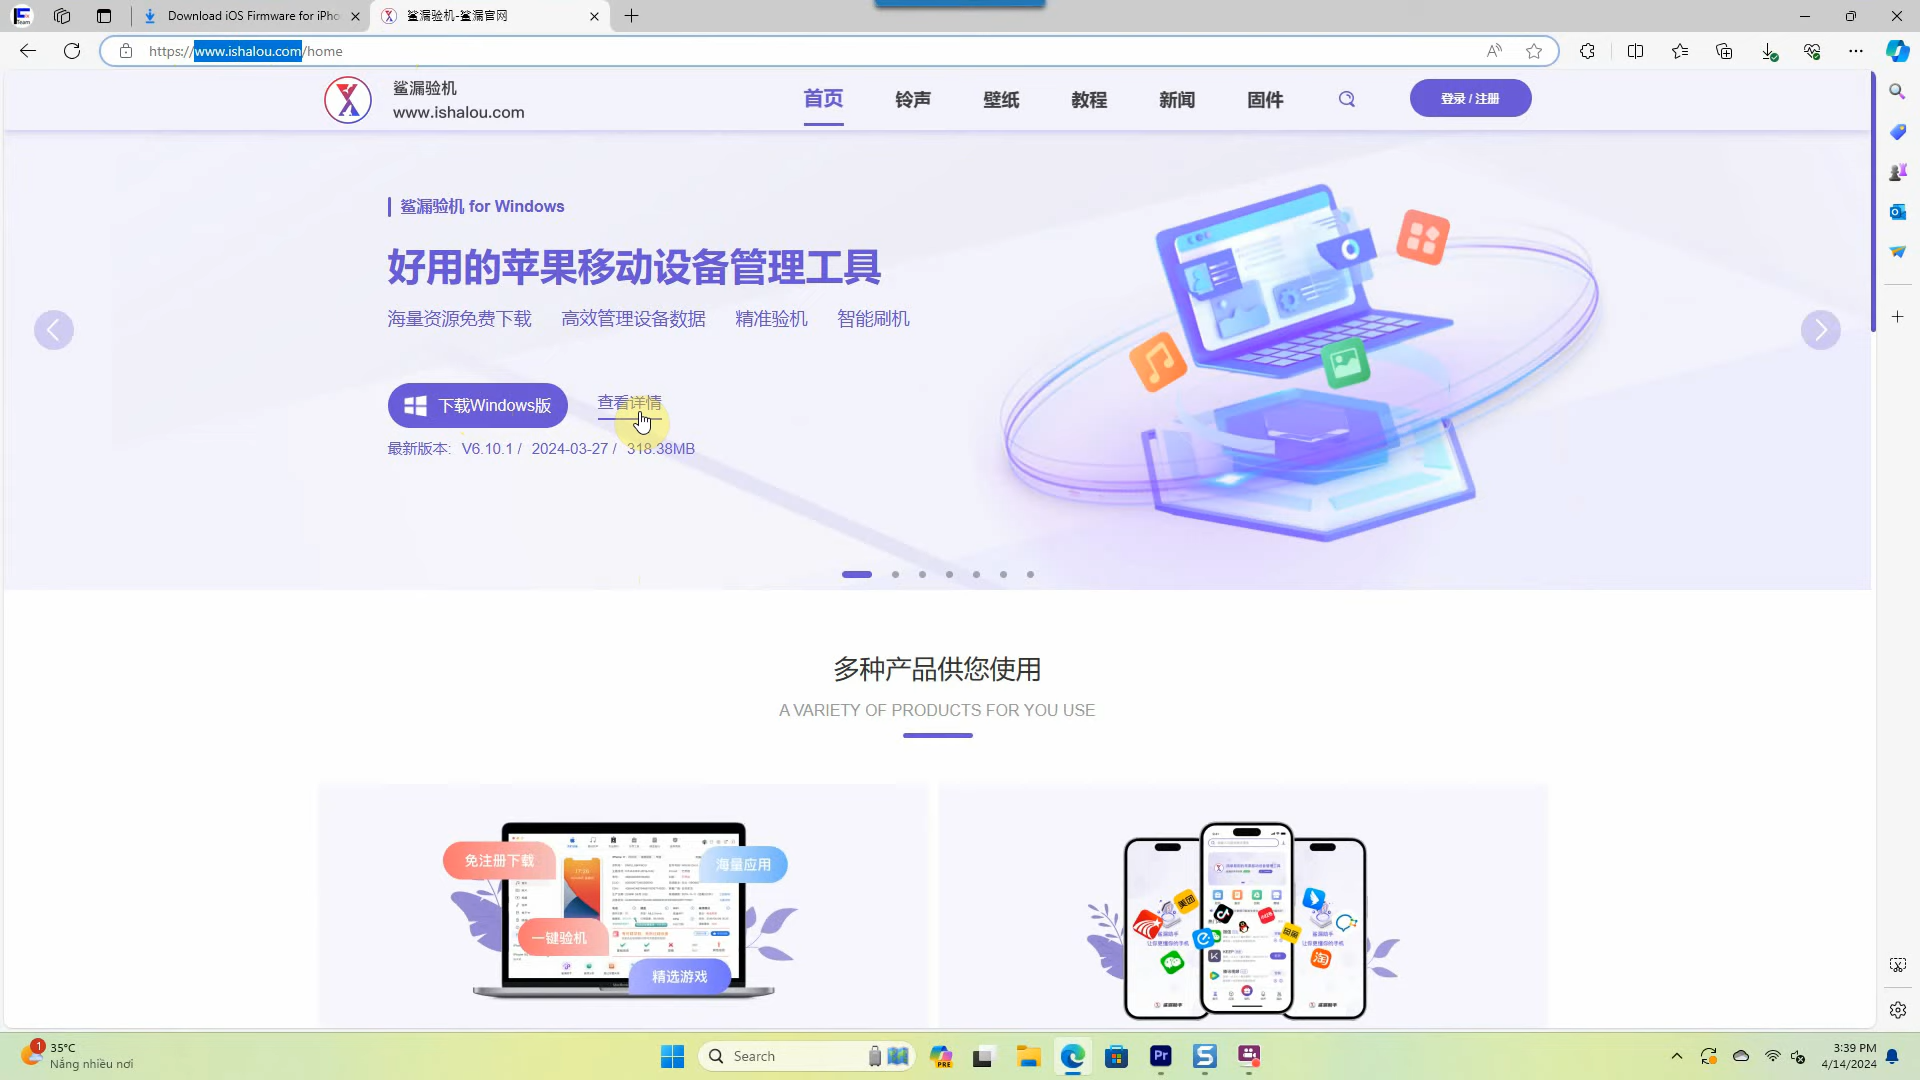 Download iOS Firmware for iPho
鲨漏验机-鲨漏官网
https://www.ishalou.com/home
鲨漏验机
www.ishalou.com
首页
铃声
壁纸
教程
新闻
固件
登录 / 注册
鲨漏验机 for Windows
好用的苹果移动设备管理工具
海量资源免费下载 高效管理设备数据 精准验机 智能刷机
下载Windows版
查看详情
最新版本: V6.10.1 / 2024-03-27 / 318.38MB
多种产品供您使用
A VARIETY OF PRODUCTS FOR YOU USE
免注册下载
海量应用
一键验机
精选游戏
35°C
Nắng nhiều nơi
Search
PRE
Pr
3:39 PM
4/14/2024